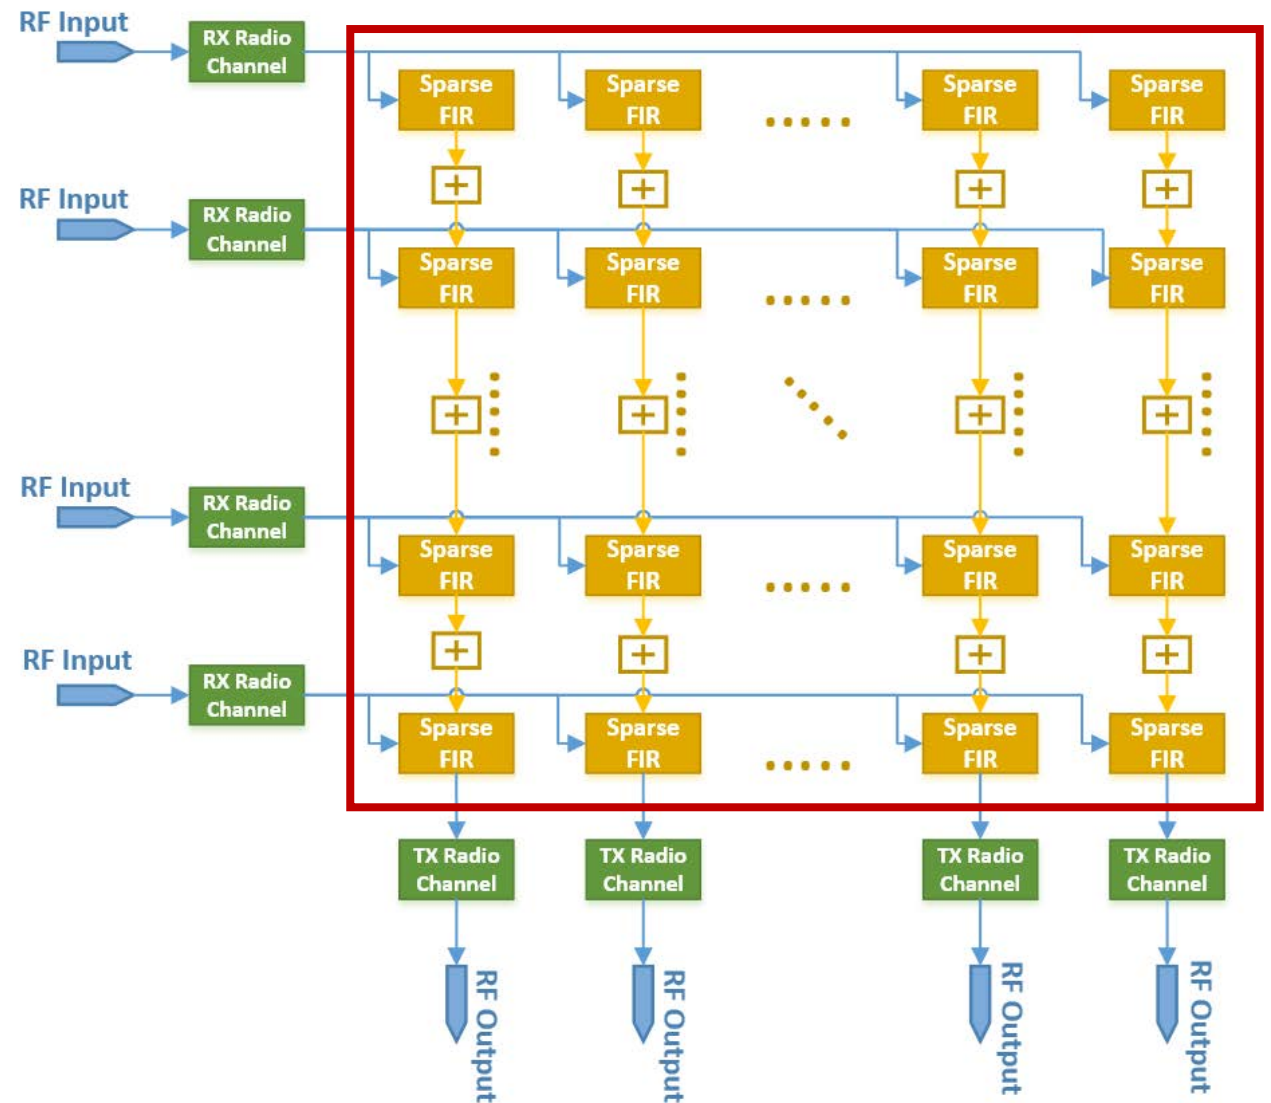 RF Input
RX Radio
Channel
Sparse
FIR
Sparse
FIR
Sparse
FIR
Sparse
FIR
+
+
+
+
RF Input
RX Radio
Channel
Sparse
FIR
Sparse
FIR
Sparse
FIR
Sparse
FIR
+
+
+
+
RF Input
RX Radio
Channel
Sparse
FIR
Sparse
FIR
Sparse
FIR
Sparse
FIR
+
+
+
+
RF Input
RX Radio
Channel
Sparse
FIR
Sparse
FIR
Sparse
FIR
Sparse
FIR
TX Radio
Channel
TX Radio
Channel
TX Radio
Channel
TX Radio
Channel
RF Output
RF Output
RF Output
RF Output